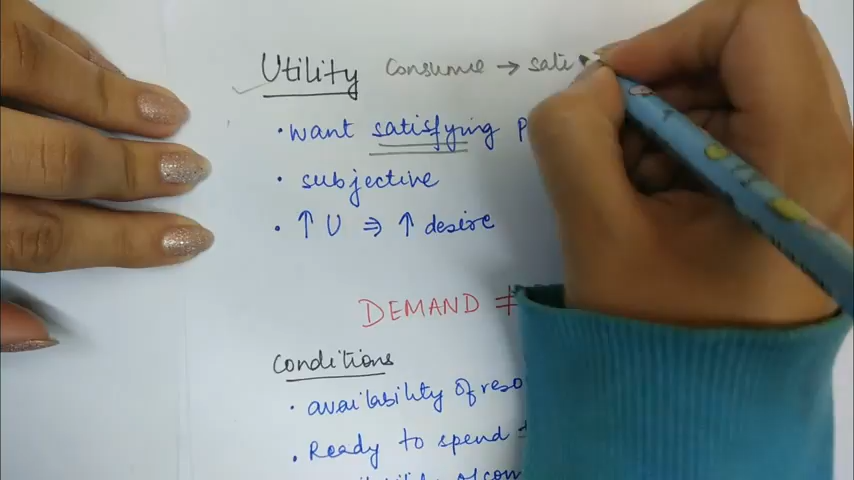 Utility consume → sati
• want satisfying p
• subjective
• ↑ U ⇒ ↑ desire
DEMAND ≠
conditions
• availability of reso
• Ready to spend